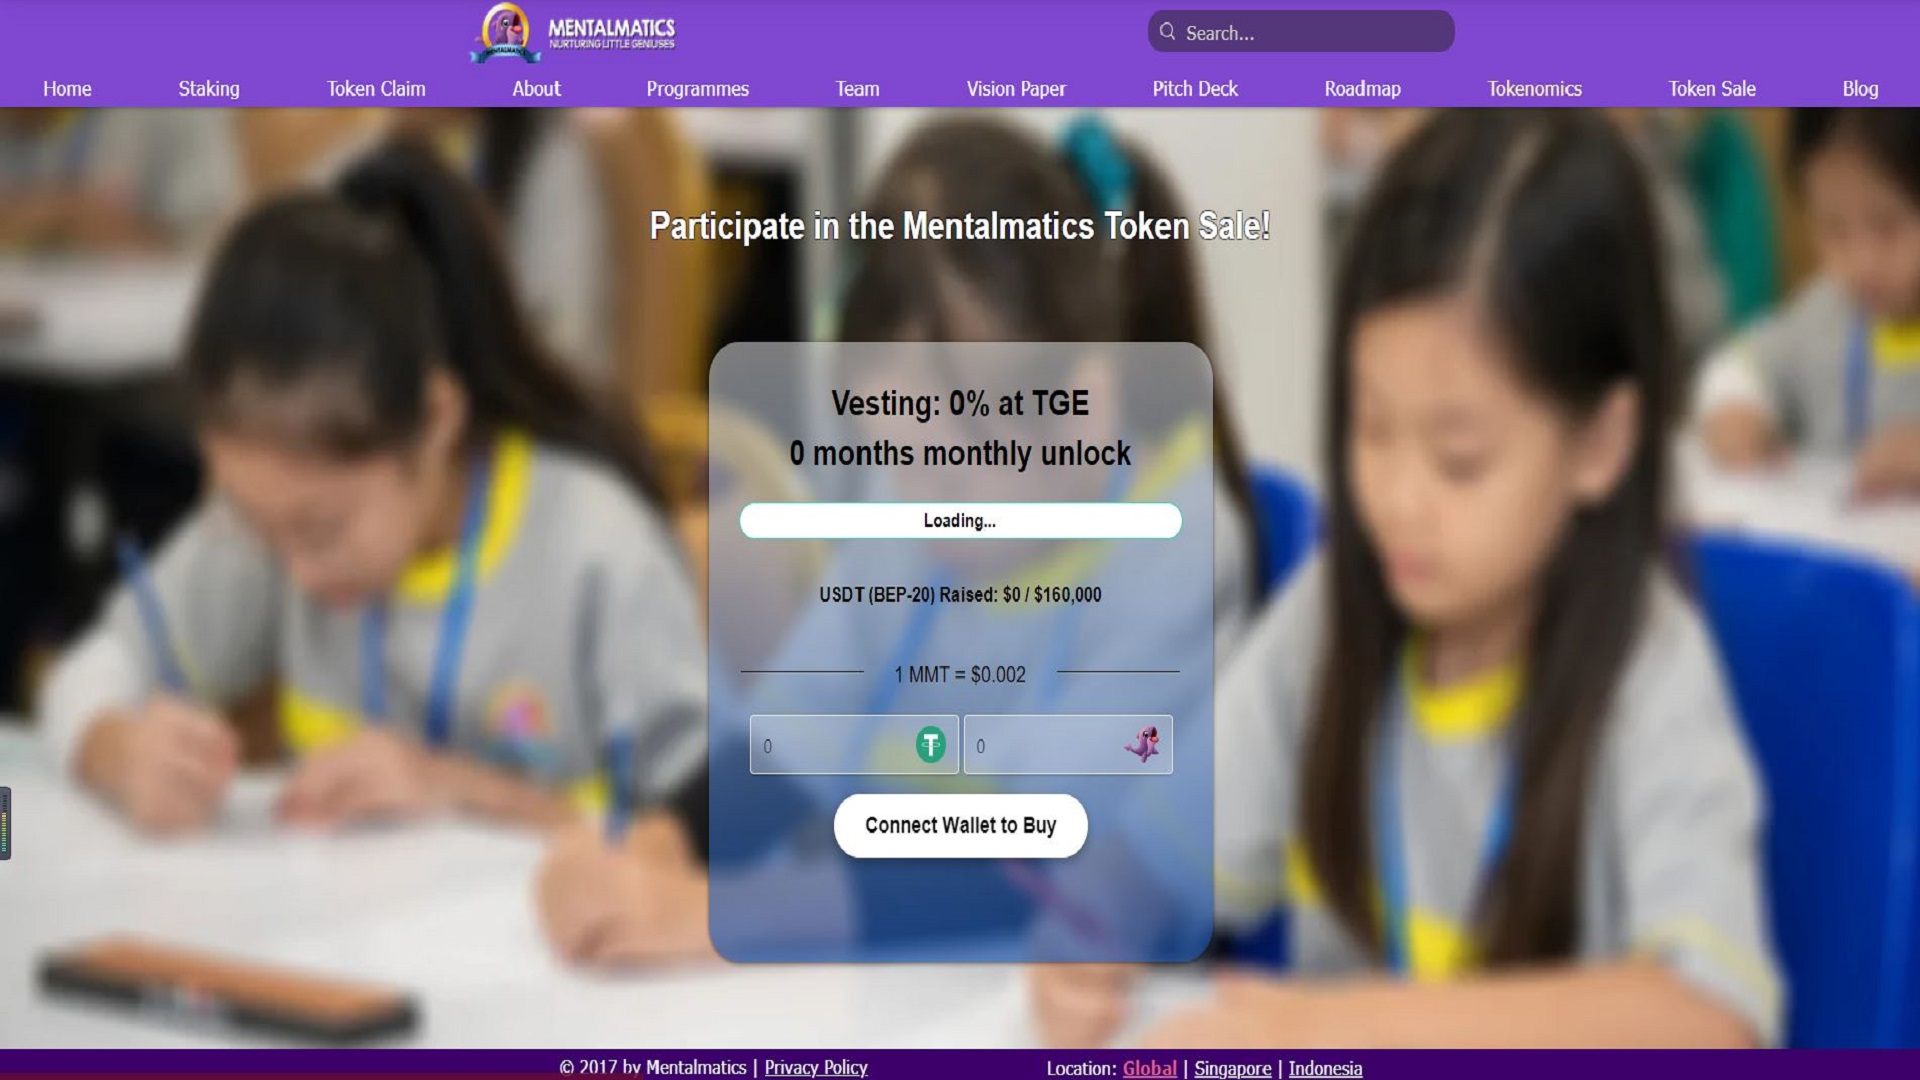 MENTALMATICS
NURTURING LITTLE GENIUSES
MENTALMATICS
Search...
Home
Staking
Token Claim
About
Programmes
Team
Vision Paper
Pitch Deck
Roadmap
Tokenomics
Token Sale
Blog
Participate in the Mentalmatics Token Sale!
Vesting: 0% at TGE
0 months monthly unlock
Loading...
USDT (BEP-20) Raised: $0 / $160,000
1 MMT = $0.002
0
0
Connect Wallet to Buy
© 2017 by Mentalmatics | Privacy Policy
Location: Global | Singapore | Indonesia